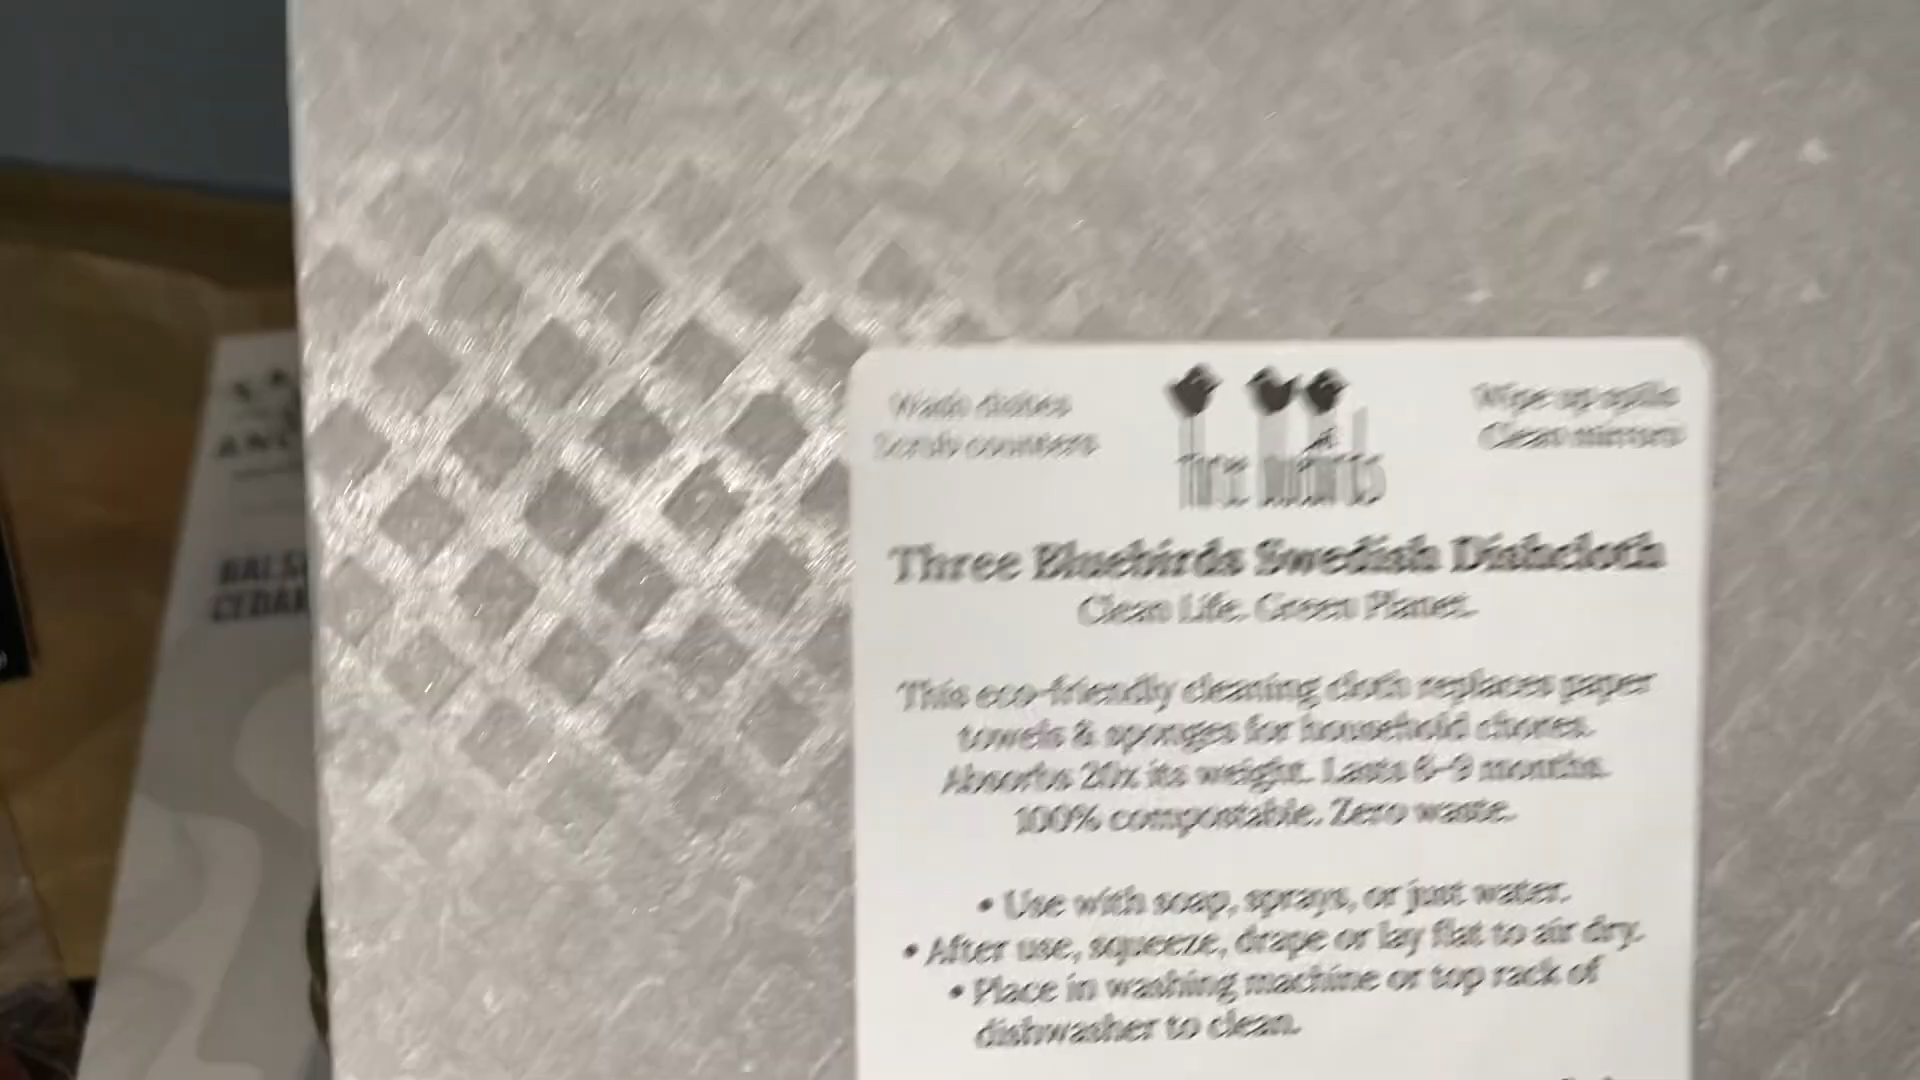 Wash dishes
Scrub counters
Wipe up spills
Clean mirrors
Three Bluebirds Swedish Dishcloth
Clean Life. Green Planet.
This eco-friendly cleaning cloth replaces paper
towels & sponges for household chores.
Absorbs 20x its weight. Lasts 6-9 months.
100% compostable. Zero waste.
• Use with soap, sprays, or just water.
• After use, squeeze, drape or lay flat to air dry.
• Place in washing machine or top rack of
dishwasher to clean.
CEDAR